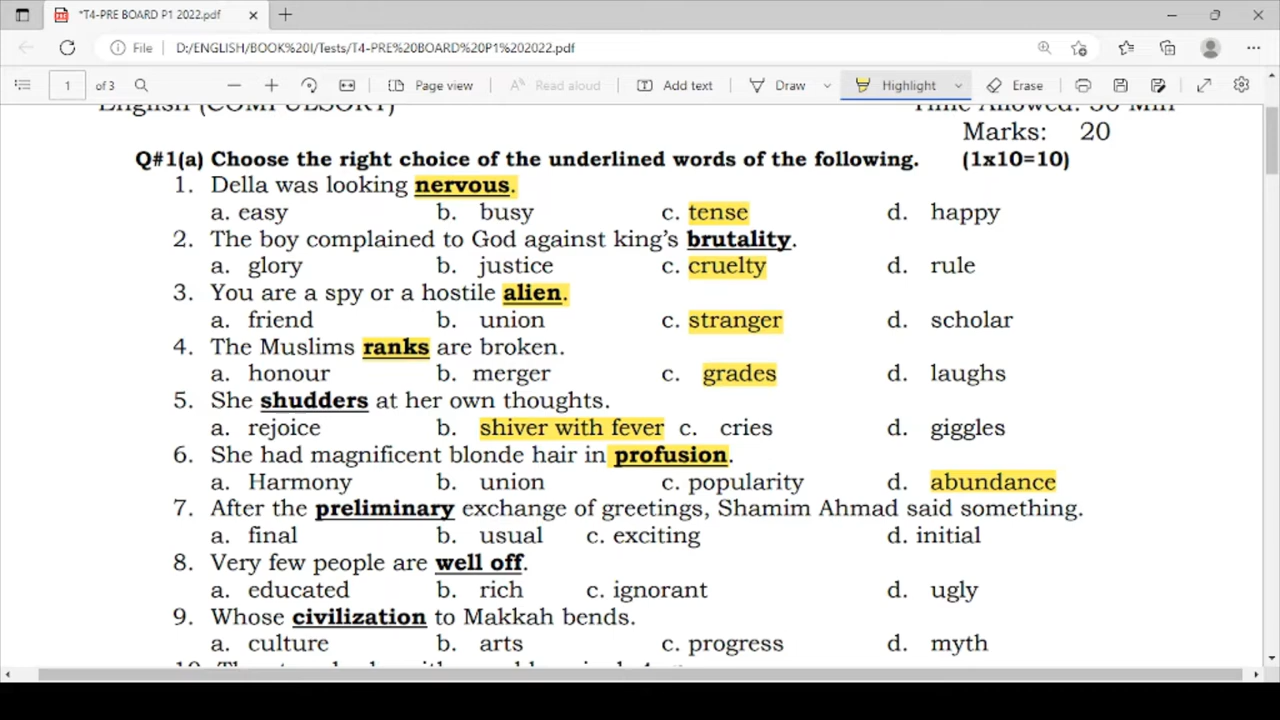 *T4-PRE BOARD P1 2022.pdf
File D:/ENGLISH/BOOK%20I/Tests/T4-PRE%20BOARD%20P1%202022.pdf
1 of 3 Page view Read aloud Add text Draw Highlight Erase
English (COMPULSORY) Time Allowed: 30 Min
Marks: 20
Q#1(a) Choose the right choice of the underlined words of the following. (1x10=10)
1. Della was looking nervous.
a. easy b. busy c. tense d. happy
2. The boy complained to God against king's brutality.
a. glory b. justice c. cruelty d. rule
3. You are a spy or a hostile alien.
a. friend b. union c. stranger d. scholar
4. The Muslims ranks are broken.
a. honour b. merger c. grades d. laughs
5. She shudders at her own thoughts.
a. rejoice b. shiver with fever c. cries d. giggles
6. She had magnificent blonde hair in profusion.
a. Harmony b. union c. popularity d. abundance
7. After the preliminary exchange of greetings, Shamim Ahmad said something.
a. final b. usual c. exciting d. initial
8. Very few people are well off.
a. educated b. rich c. ignorant d. ugly
9. Whose civilization to Makkah bends.
a. culture b. arts c. progress d. myth